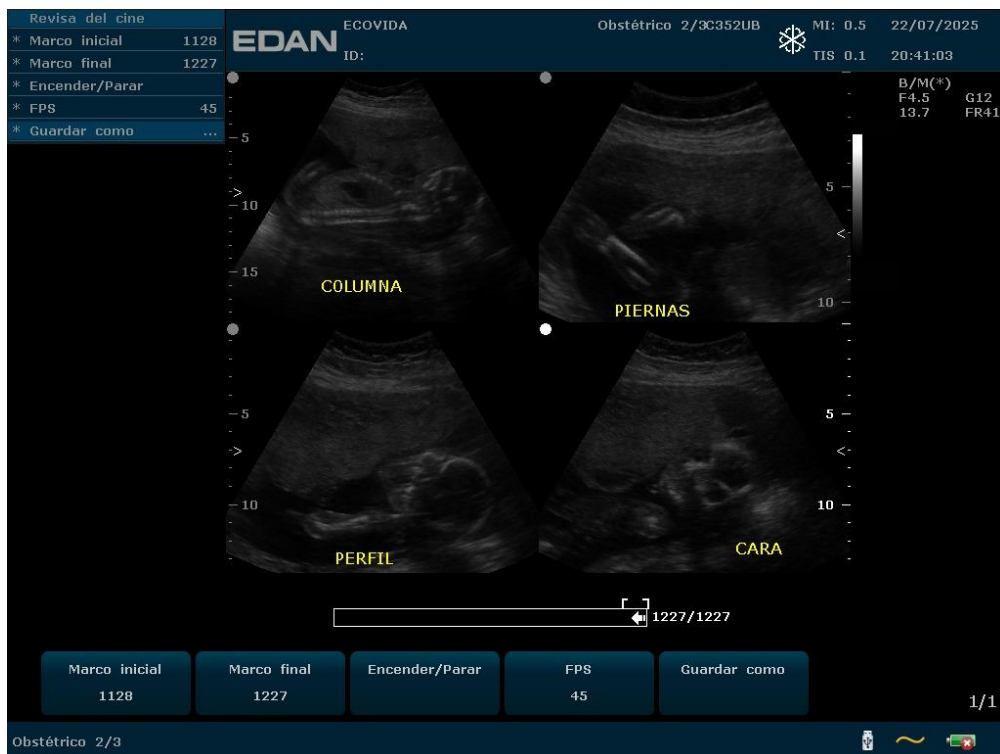 Revisa del cine
* Marco inicial 1128
* Marco final 1227
* Encender/Parar
* FPS 45
* Guardar como ...
EDAN
ECOVIDA
ID:
Obstétrico 2/3C352UB
MI: 0.5
TIS 0.1
22/07/2025
20:41:03
B/M(*)
F4.5 G12
13.7 FR41
5
10
15
COLUMNA
5
10
PIERNAS
5
10
PERFIL
5
10
CARA
1227/1227
Marco inicial
1128
Marco final
1227
Encender/Parar
FPS
45
Guardar como
1/1
Obstétrico 2/3